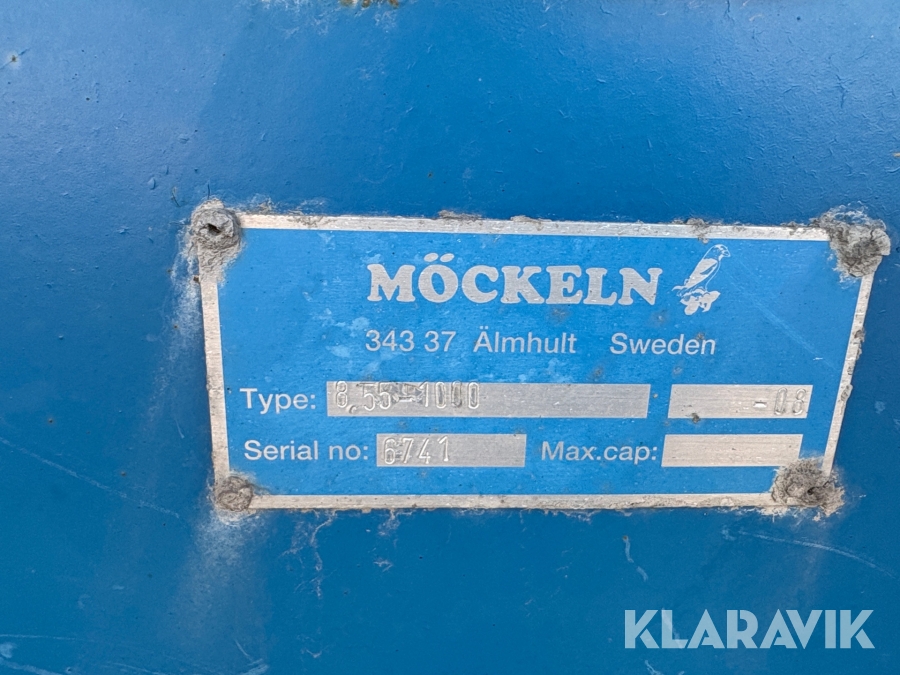 MÖCKELN
343 37 Älmhult Sweden
Type: 8,55-1000 -08
Serial no: 6741 Max.cap:
KLARAVIK